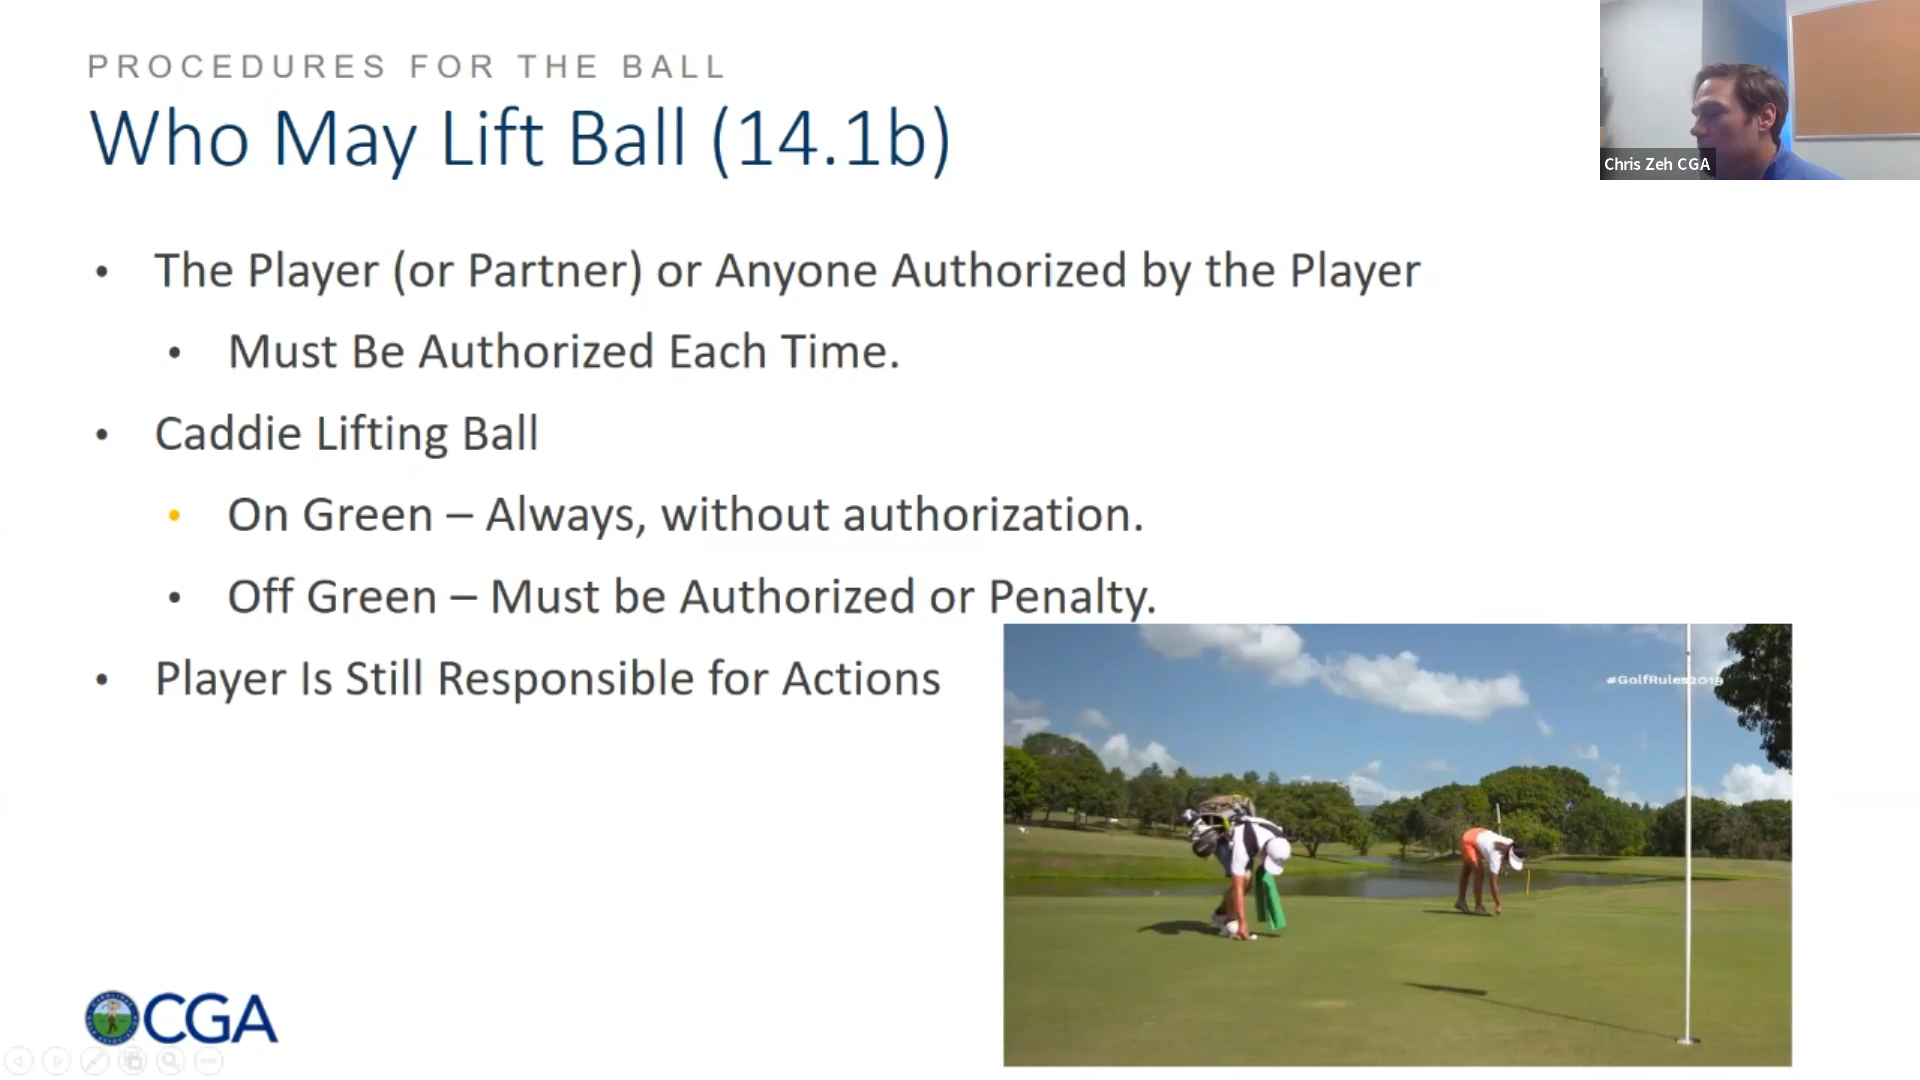 PROCEDURES FOR THE BALL
Who May Lift Ball (14.1b)
Chris Zeh CGA
• The Player (or Partner) or Anyone Authorized by the Player
• Must Be Authorized Each Time.
• Caddie Lifting Ball
• On Green – Always, without authorization.
• Off Green – Must be Authorized or Penalty.
• Player Is Still Responsible for Actions
#GolfRules2019
CGA